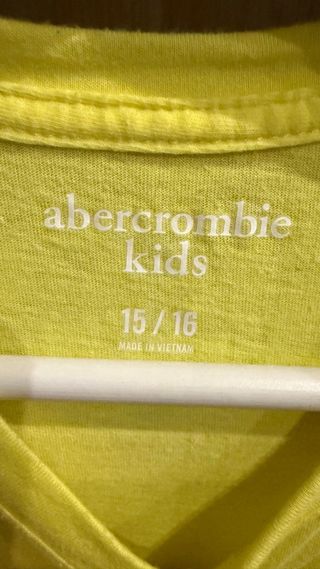 abercrombie
kids
15 / 16
MADE IN VIETNAM